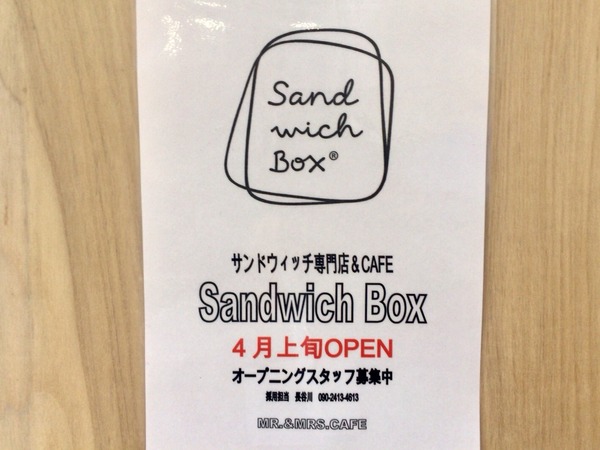 Sand
wich
Box®
サンドウィッチ専門店&CAFE
Sandwich Box
4月上旬OPEN
オープニングスタッフ募集中
採用担当 長谷川 090-2413-4613
MR.&MRS.CAFE